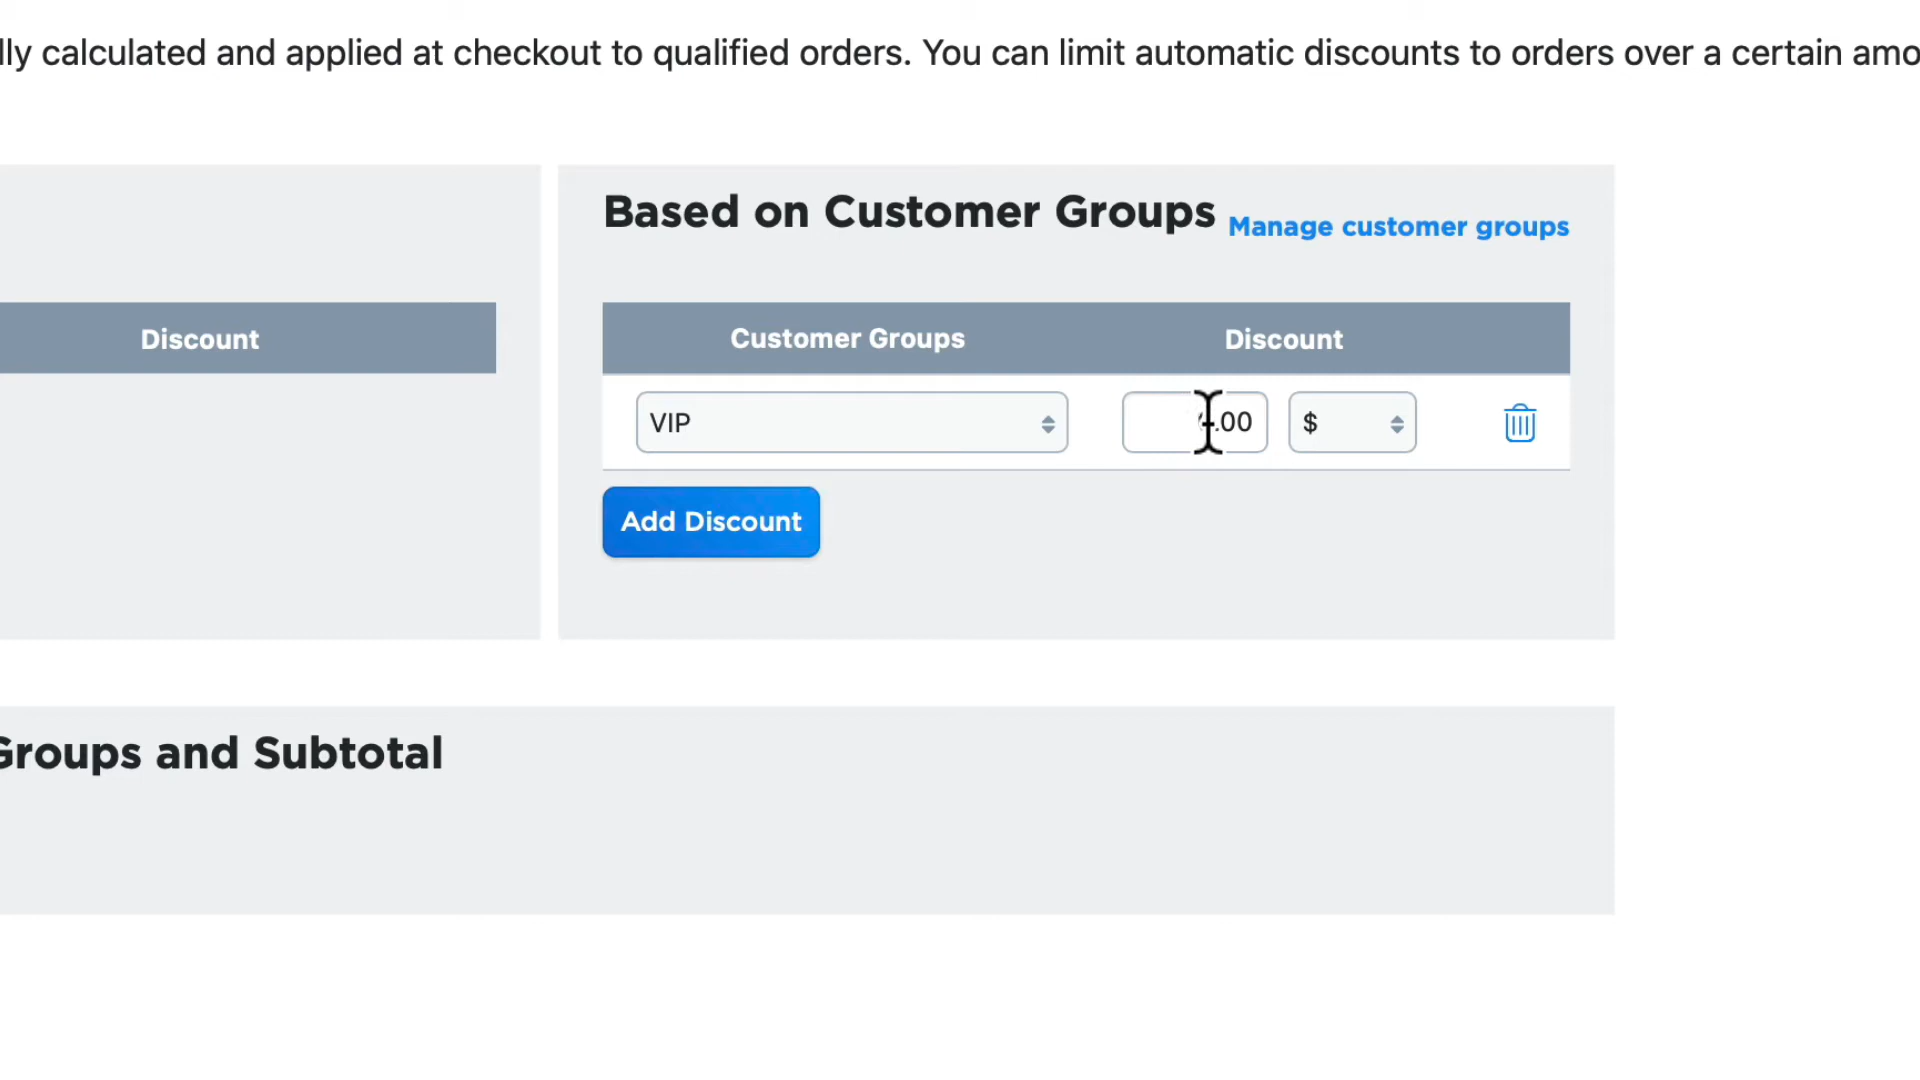 lly calculated and applied at checkout to qualified orders. You can limit automatic discounts to orders over a certain amo
Based on Customer Groups Manage customer groups
Discount
Customer Groups Discount
VIP .00 $
Add Discount
Groups and Subtotal